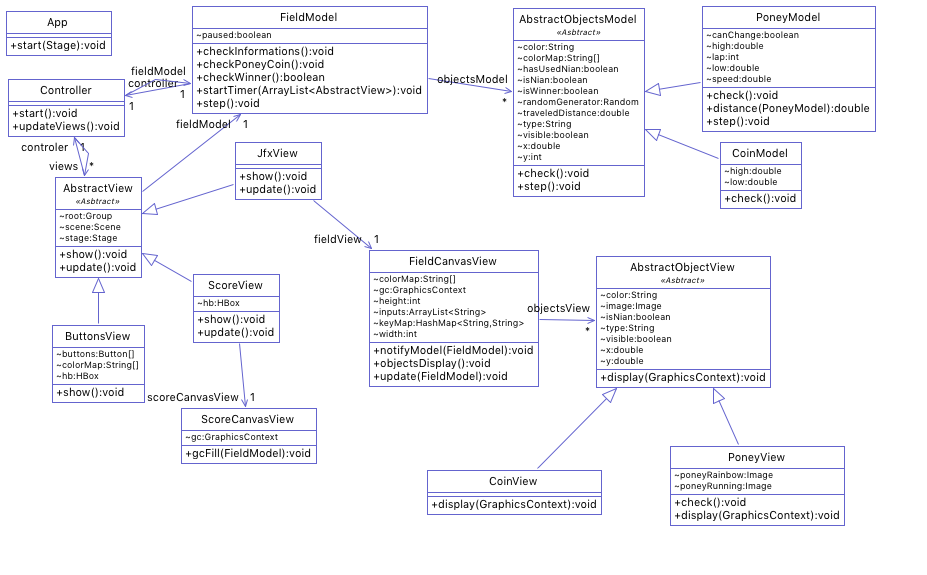 App
+start(Stage):void
Controller
+start():void
+updateViews():void
FieldModel
~paused:boolean
+checkInformations():void
+checkPoneyCoin():void
+checkWinner():boolean
+startTimer(ArrayList<AbstractView>):void
+step():void
AbstractObjectsModel
«Asbtract»
~color:String
~colorMap:String[]
~hasUsedNian:boolean
~isNian:boolean
~isWinner:boolean
~randomGenerator:Random
~traveledDistance:double
~type:String
~visible:boolean
~x:double
~y:int
+check():void
+step():void
PoneyModel
~canChange:boolean
~high:double
~lap:int
~low:double
~speed:double
+check():void
+distance(PoneyModel):double
+step():void
CoinModel
~high:double
~low:double
+check():void
fieldModel
controller
1
1
objectsModel
*
fieldModel
1
controler
1
views
*
AbstractView
«Asbtract»
~root:Group
~scene:Scene
~stage:Stage
+show():void
+update():void
JfxView
+show():void
+update():void
fieldView
1
ScoreView
~hb:HBox
+show():void
+update():void
ButtonsView
~buttons:Button[]
~colorMap:String[]
~hb:HBox
+show():void
scoreCanvasView
1
ScoreCanvasView
~gc:GraphicsContext
+gcFill(FieldModel):void
FieldCanvasView
~colorMap:String[]
~gc:GraphicsContext
~height:int
~inputs:ArrayList<String>
~keyMap:HashMap<String,String>
~width:int
+notifyModel(FieldModel):void
+objectsDisplay():void
+update(FieldModel):void
objectsView
*
AbstractObjectView
«Asbtract»
~color:String
~image:Image
~isNian:boolean
~type:String
~visible:boolean
~x:double
~y:double
+display(GraphicsContext):void
CoinView
+display(GraphicsContext):void
PoneyView
~poneyRainbow:Image
~poneyRunning:Image
+check():void
+display(GraphicsContext):void